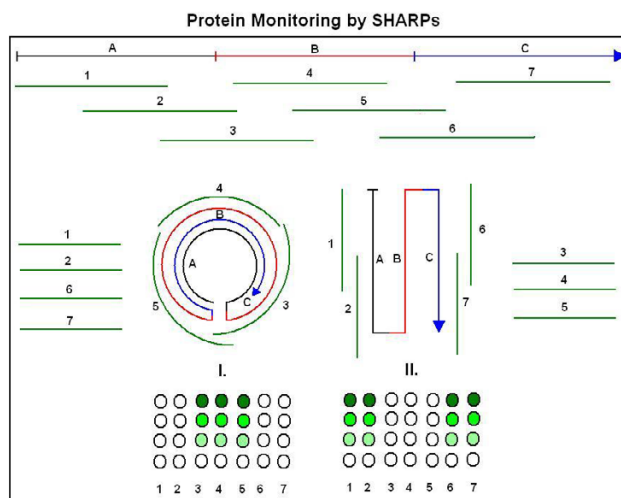 Protein Monitoring by SHARPs
A B C
1 4 7
2 5
3 6
4
B
1 A 1 6
2 A B C 3
6 C 4
5 3 2 7 5
7
I. II.
1 2 3 4 5 6 7 1 2 3 4 5 6 7